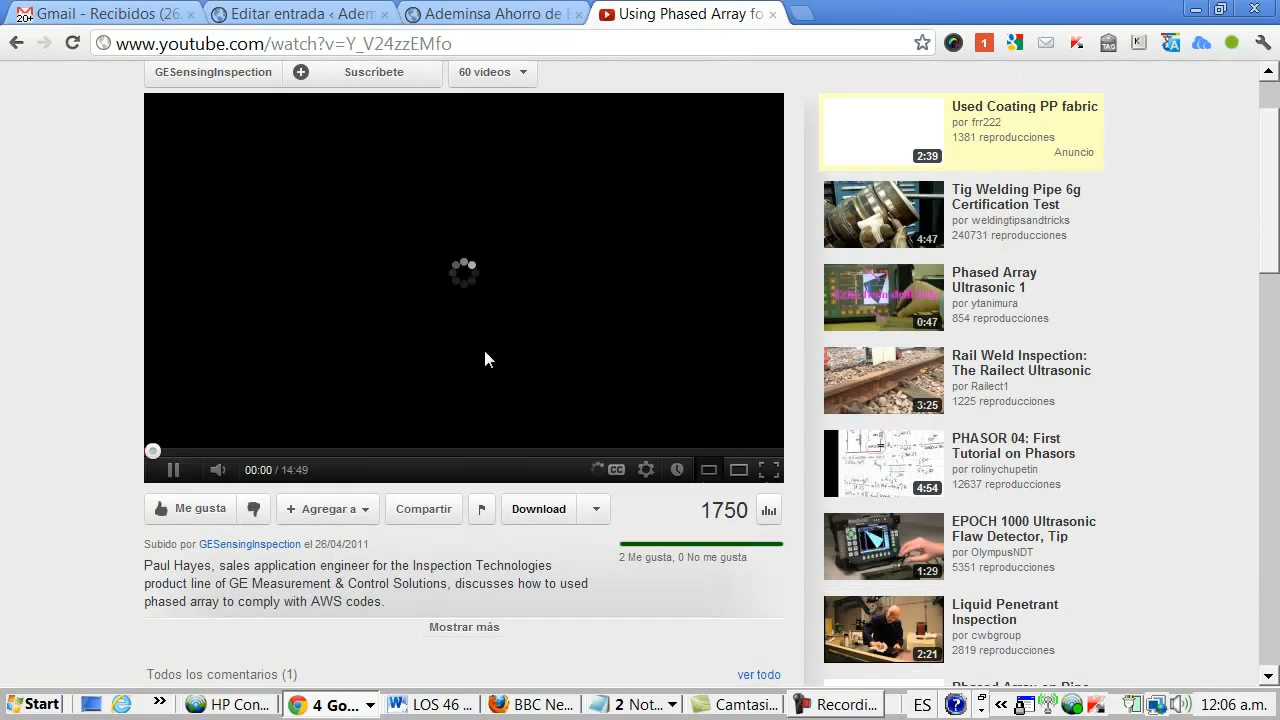 Gmail - Recibidos (26.
20+
Editar entrada ‹ Adem
Ademinsa Ahorro de E
Using Phased Array fo
www.youtube.com/watch?v=Y_V24zzEMfo
1
TAG
GESensingInspection
Suscríbete
60 videos
00:00 / 14:49
CC
Me gusta
Agregar a
Compartir
Download
1750
Subido por GESensingInspection el 26/04/2011
2 Me gusta, 0 No me gusta
Paul Hayes, sales application engineer for the Inspection Technologies
product line of GE Measurement & Control Solutions, discusses how to used
phased array to comply with AWS codes.
Mostrar más
Todos los comentarios (1)
ver todo
Used Coating PP fabric
por frr222
1381 reproducciones
Anuncio
2:39
Tig Welding Pipe 6g
Certification Test
por weldingtipsandtricks
240731 reproducciones
4:47
Phased Array
Ultrasonic 1
por ytanimura
854 reproducciones
0:47
Rail Weld Inspection:
The Railect Ultrasonic
por Railect1
1225 reproducciones
3:25
PHASOR 04: First
Tutorial on Phasors
por rolinychupetin
12637 reproducciones
4:54
EPOCH 1000 Ultrasonic
Flaw Detector, Tip
por OlympusNDT
5351 reproducciones
1:29
Liquid Penetrant
Inspection
por cwbgroup
2819 reproducciones
2:21
Phased Array on Pipe
Start
HP Con...
4 Go...
LOS 46 ...
BBC Ne...
2 Not...
Camtasi...
Recordi...
ES
12:06 a.m.